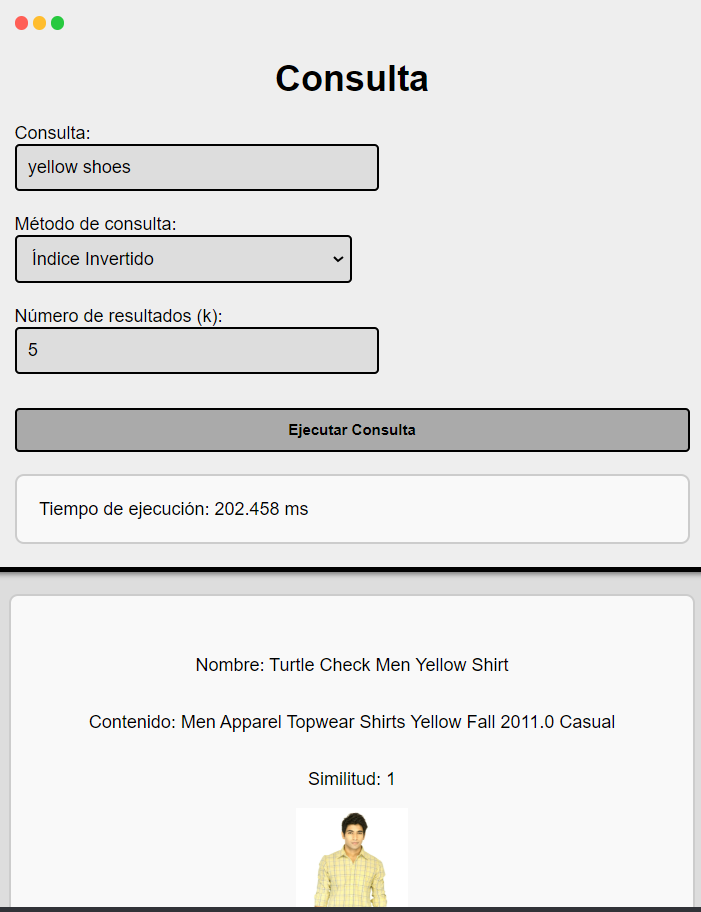 Consulta
Consulta:
yellow shoes
Método de consulta:
Índice Invertido
Número de resultados (k):
5
Ejecutar Consulta
Tiempo de ejecución: 202.458 ms
Nombre: Turtle Check Men Yellow Shirt
Contenido: Men Apparel Topwear Shirts Yellow Fall 2011.0 Casual
Similitud: 1